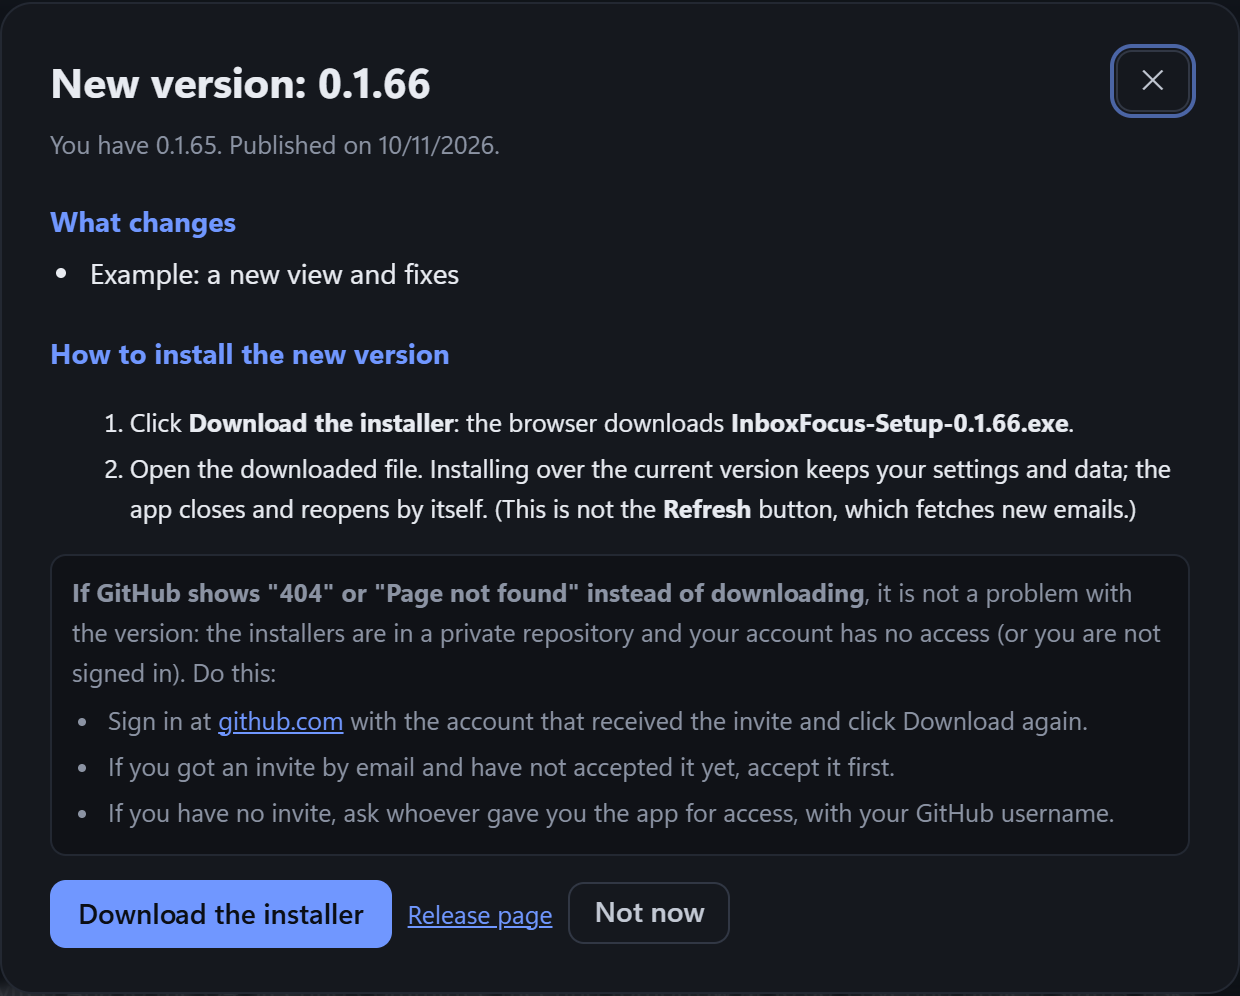 New version: 0.1.66
You have 0.1.65. Published on 10/11/2026.
What changes
• Example: a new view and fixes
How to install the new version
1. Click Download the installer: the browser downloads InboxFocus-Setup-0.1.66.exe.
2. Open the downloaded file. Installing over the current version keeps your settings and data; the
app closes and reopens by itself. (This is not the Refresh button, which fetches new emails.)
If GitHub shows "404" or "Page not found" instead of downloading, it is not a problem with
the version: the installers are in a private repository and your account has no access (or you are not
signed in). Do this:
• Sign in at github.com with the account that received the invite and click Download again.
• If you got an invite by email and have not accepted it yet, accept it first.
• If you have no invite, ask whoever gave you the app for access, with your GitHub username.
Download the installer Release page Not now